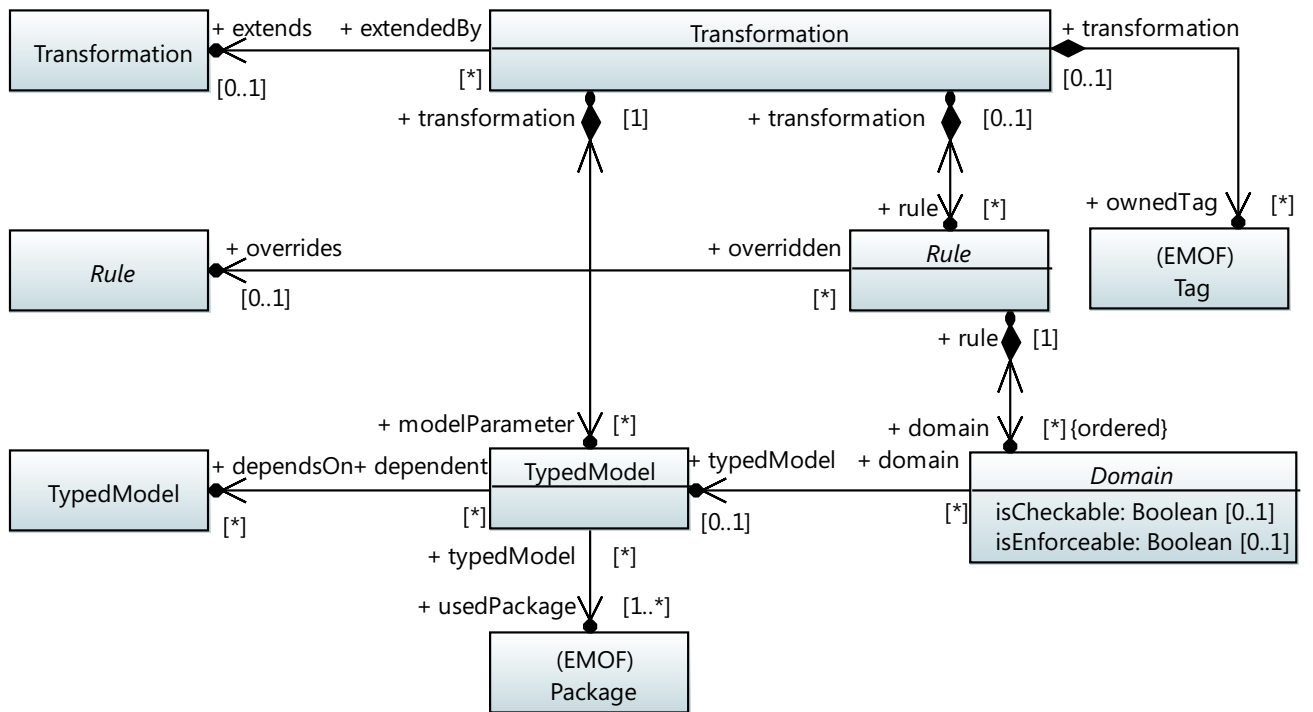 + extends
+ extendedBy
Transformation
+ transformation
Transformation
[0..1]
[*]
[0..1]
+ transformation
[1]
+ transformation
[0..1]
+ rule
[*]
+ ownedTag
[*]
+ overrides
+ overridden
Rule
(EMOF)
Tag
Rule
[0..1]
[*]
+ rule
[1]
+ modelParameter
[*]
+ domain
[*]
{ordered}
+ dependsOn
+ dependent
TypedModel
+ typedModel
+ domain
Domain
TypedModel
[*]
[*]
[0..1]
[*]
isCheckable: Boolean [0..1]
isEnforceable: Boolean [0..1]
+ typedModel
[*]
+ usedPackage
[1..*]
(EMOF)
Package